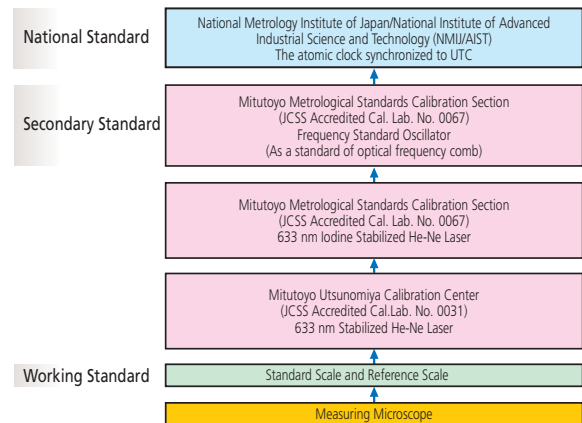 National Standard
National Metrology Institute of Japan/National Institute of Advanced
Industrial Science and Technology (NMIJ/AIST)
The atomic clock synchronized to UTC
Secondary Standard
Mitutoyo Metrological Standards Calibration Section
(JCSS Accredited Cal. Lab. No. 0067)
Frequency Standard Oscillator
(As a standard of optical frequency comb)
Mitutoyo Metrological Standards Calibration Section
(JCSS Accredited Cal. Lab. No. 0067)
633 nm Iodine Stabilized He-Ne Laser
Mitutoyo Utsunomiya Calibration Center
(JCSS Accredited Cal.Lab. No. 0031)
633 nm Stabilized He-Ne Laser
Working Standard
Standard Scale and Reference Scale
Measuring Microscope